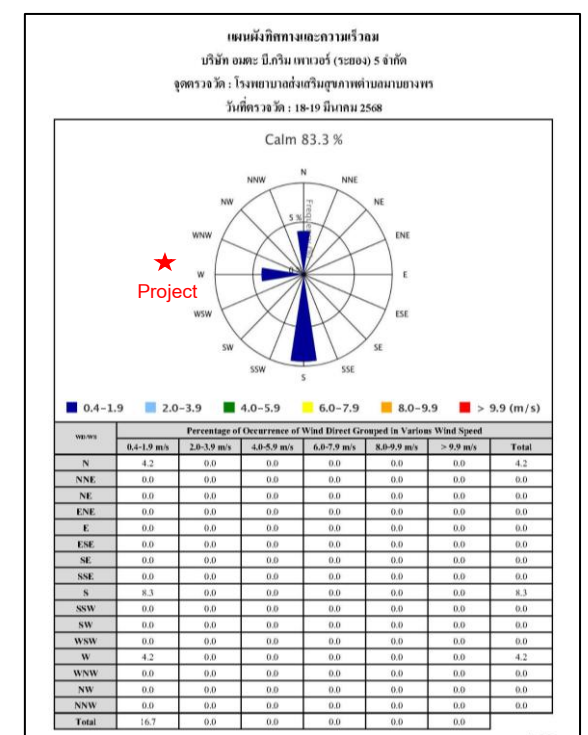 แผนผังทิศทางและความเร็วลม
บริษัท อมตะ บี.กริม เพาเวอร์ (ระยอง) 5 จำกัด
จุดตรวจวัด : โรงพยาบาลส่งเสริมสุขภาพตำบลมาบยางพร
วันที่ตรวจวัด : 18-19 มีนาคม 2568
Calm 83.3 %
N
NNW NNE
NW NE
5 %
WNW ENE
W 0 % E
Project
WSW ESE
SW SE
SSW SSE
S
0.4-1.9 2.0-3.9 4.0-5.9 6.0-7.9 8.0-9.9 > 9.9 (m/s)
WD/WS Percentage of Occurrence of Wind Direct Grouped in Various Wind Speed
0.4-1.9 m/s 2.0-3.9 m/s 4.0-5.9 m/s 6.0-7.9 m/s 8.0-9.9 m/s > 9.9 m/s Total
N 4.2 0.0 0.0 0.0 0.0 0.0 4.2
NNE 0.0 0.0 0.0 0.0 0.0 0.0 0.0
NE 0.0 0.0 0.0 0.0 0.0 0.0 0.0
ENE 0.0 0.0 0.0 0.0 0.0 0.0 0.0
E 0.0 0.0 0.0 0.0 0.0 0.0 0.0
ESE 0.0 0.0 0.0 0.0 0.0 0.0 0.0
SE 0.0 0.0 0.0 0.0 0.0 0.0 0.0
SSE 0.0 0.0 0.0 0.0 0.0 0.0 0.0
S 8.3 0.0 0.0 0.0 0.0 0.0 8.3
SSW 0.0 0.0 0.0 0.0 0.0 0.0 0.0
SW 0.0 0.0 0.0 0.0 0.0 0.0 0.0
WSW 0.0 0.0 0.0 0.0 0.0 0.0 0.0
W 4.2 0.0 0.0 0.0 0.0 0.0 4.2
WNW 0.0 0.0 0.0 0.0 0.0 0.0 0.0
NW 0.0 0.0 0.0 0.0 0.0 0.0 0.0
NNW 0.0 0.0 0.0 0.0 0.0 0.0 0.0
Total 16.7 0.0 0.0 0.0 0.0 0.0